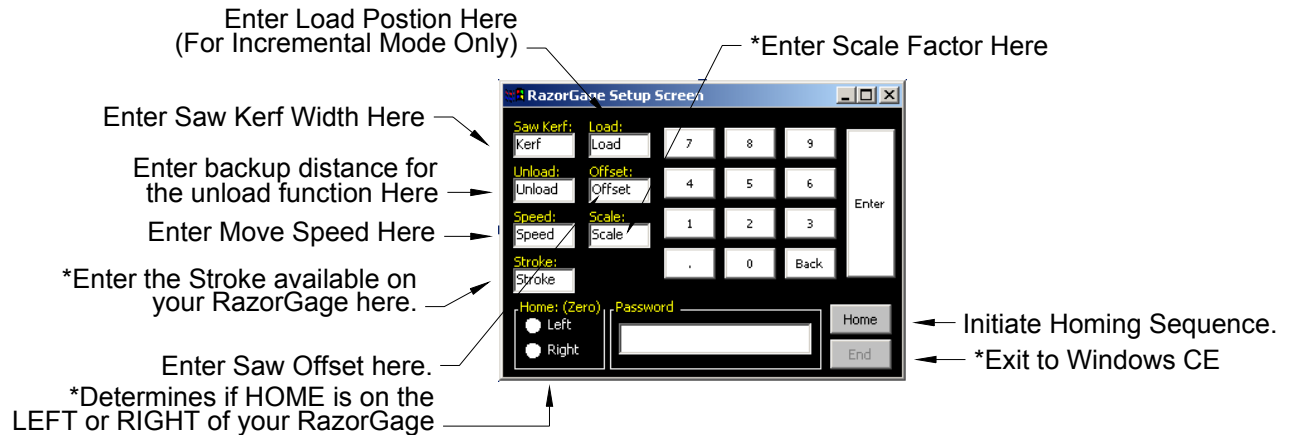 Enter Load Postion Here
(For Incremental Mode Only)
*Enter Scale Factor Here
RazorGage Setup Screen
Enter Saw Kerf Width Here
Saw Kerf: Load:
Kerf Load 7 8 9
Enter backup distance for
the unload function Here
Unload: Offset:
Unload Offset 4 5 6
Enter
Enter Move Speed Here
Speed: Scale:
Speed Scale 1 2 3
*Enter the Stroke available on
your RazorGage here.
Stroke:
Stroke . 0 Back
Home: (Zero) Password
Left
Right
Home
End
Initiate Homing Sequence.
*Exit to Windows CE
Enter Saw Offset here.
*Determines if HOME is on the
LEFT or RIGHT of your RazorGage